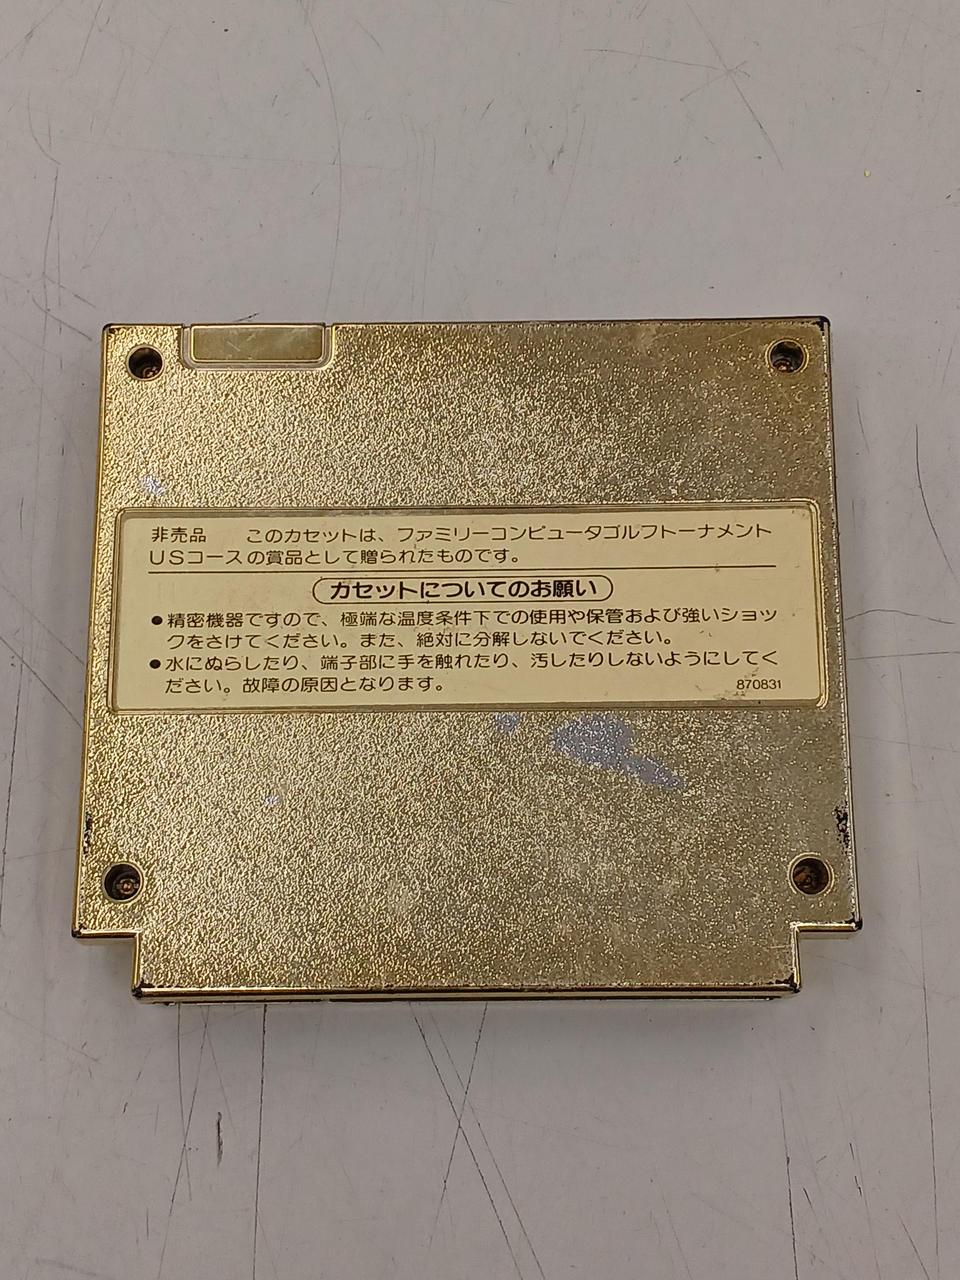 非売品 このカセットは、ファミリーコンピュータゴルフトーナメント
USコースの賞品として贈られたものです。
カセットについてのお願い
●精密機器ですので、極端な温度条件下での使用や保管および強いショッ
クをさけてください。また、絶対に分解しないでください。
●水にぬらしたり、端子部に手を触れたり、汚したりしないようにしてく
ださい。故障の原因となります。
870831